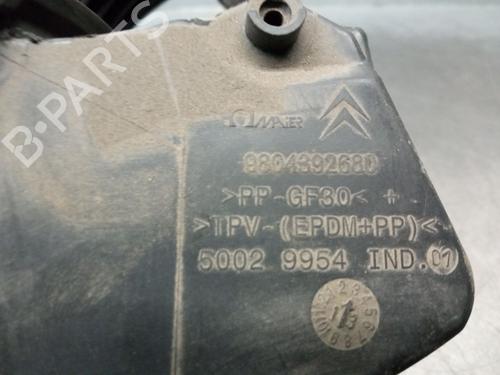 B-PARTS
MAIER
9804392680
>PP-GF30< +
>TPV-(EPDM+PP)<
5002 9954 IND.01